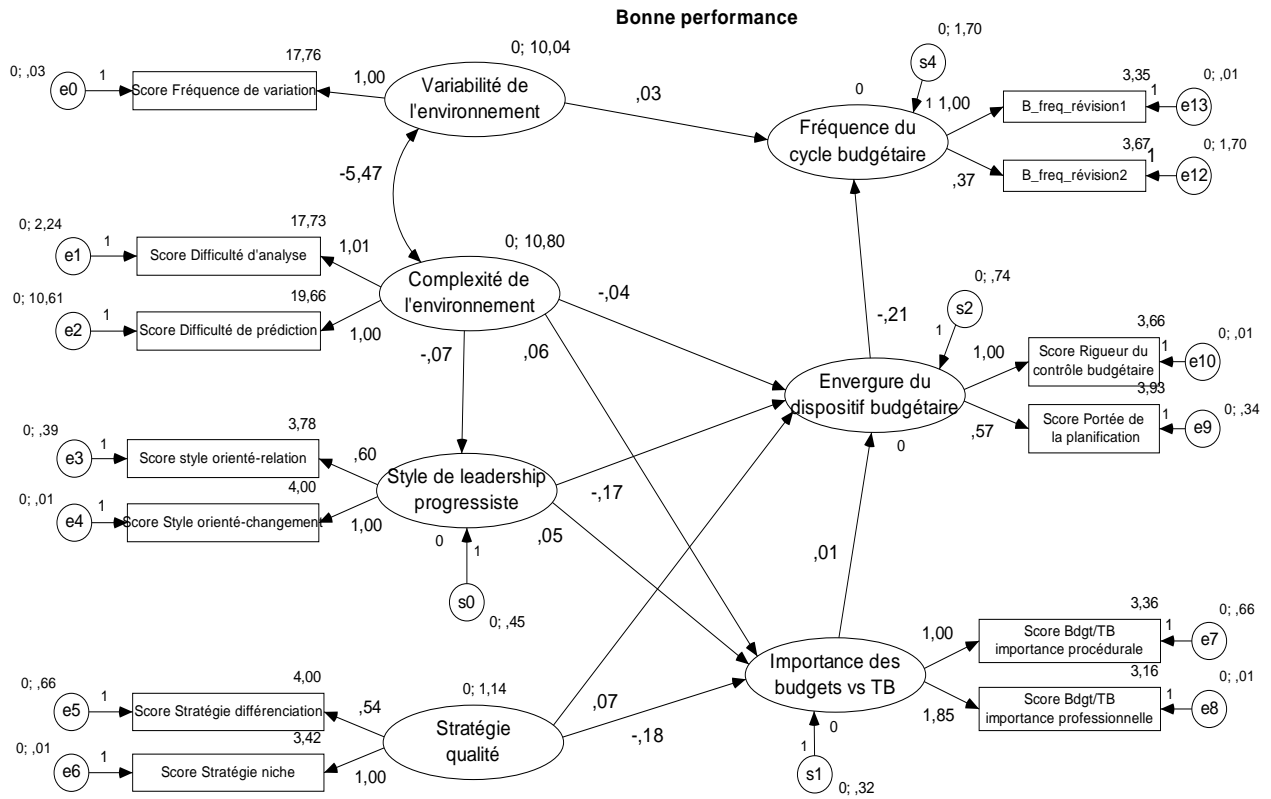 Bonne performance
0; 1,70
17,76
0; 10,04
s4
0; ,03
1
1,00
Variabilité de
l'environnement
0
3,35
0; ,01
e0
Score Fréquence de variation
,03
1
1,00
B_freq_révision1
1
e13
Fréquence du
cycle budgétaire
3,67
0; 1,70
-5,47
,37
B_freq_révision2
1
e12
0; 2,24
17,73
0; 10,80
e1
1
Score Difficulté d'analyse
1,01
Complexité de
l'environnement
0; ,74
0; 10,61
19,66
-,04
s2
e2
1
Score Difficulté de prédiction
1,00
-,21
1
3,66
0; ,01
-,07
,06
1,00
Score Rigueur du
contrôle budgétaire
1
e10
Envergure du
dispositif budgétaire
3,93
0; ,34
0; ,39
3,78
,57
Score Portée de
la planification
1
e9
e3
1
Score style orienté-relation
,60
0
Style de leadership
progressiste
0; ,01
4,00
-,17
e4
1
Score Style orienté-changement
1,00
,05
0
1
,01
s0
0; ,45
3,36
0; ,66
1,00
Score Bdgt/TB
importance procédurale
1
e7
Importance des
budgets vs TB
0; ,66
4,00
0; 1,14
3,16
0; ,01
e5
1
Score Stratégie différenciation
,54
,07
1,85
Score Bdgt/TB
importance professionnelle
1
e8
Stratégie
qualité
0; ,01
3,42
-,18
0
e6
1
Score Stratégie niche
1,00
1
s1
0; ,32